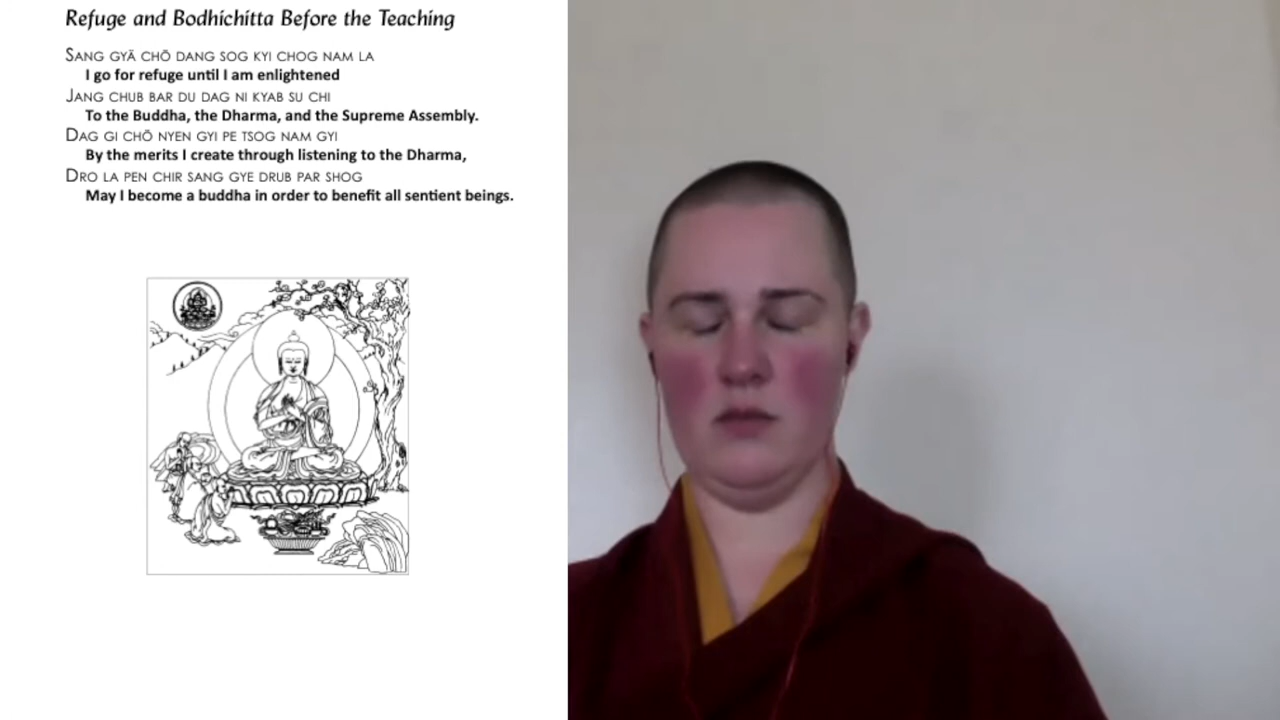 Refuge and Bodhichitta Before the Teaching
SANG GYÄ CHÖ DANG SOG KYI CHOG NAM LA
I go for refuge until I am enlightened
JANG CHUB BAR DU DAG NI KYAB SU CHI
To the Buddha, the Dharma, and the Supreme Assembly.
DAG GI CHÖ NYEN GYI PE TSOG NAM GYI
By the merits I create through listening to the Dharma,
DRO LA PEN CHIR SANG GYE DRUB PAR SHOG
May I become a buddha in order to benefit all sentient beings.